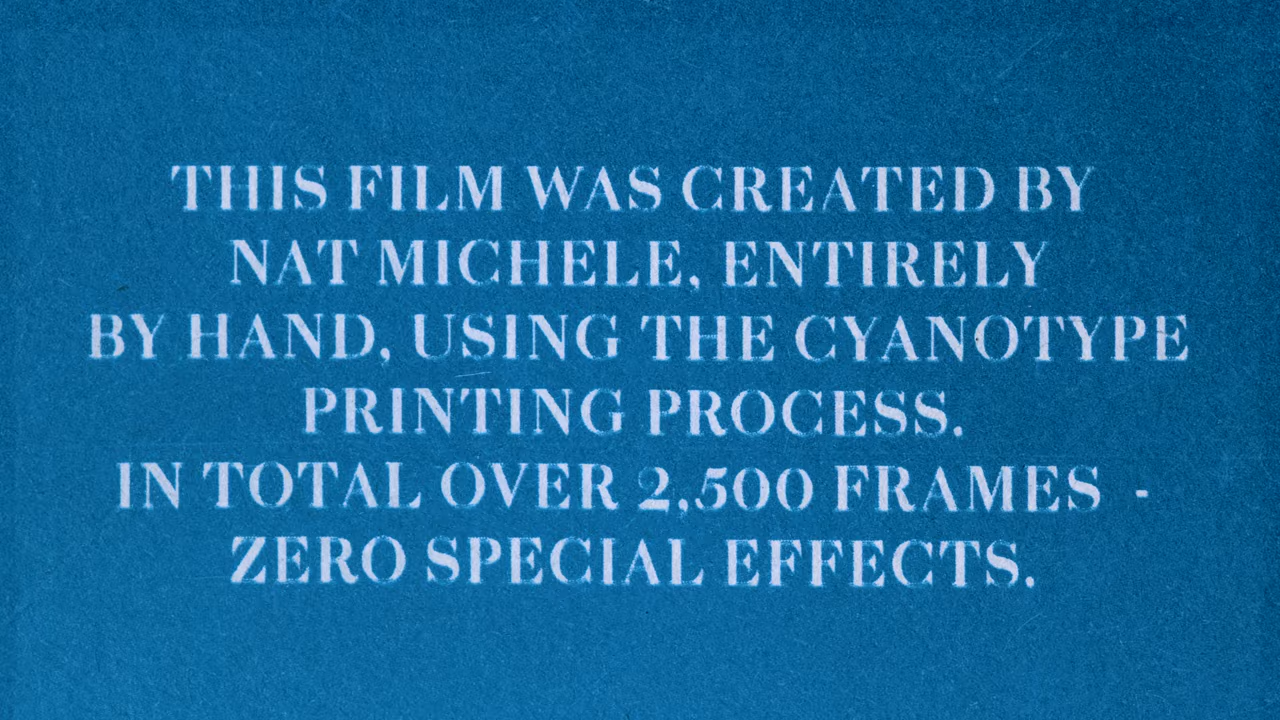 THIS FILM WAS CREATED BY
NAT MICHELE, ENTIRELY
BY HAND, USING THE CYANOTYPE
PRINTING PROCESS.
IN TOTAL OVER 2,500 FRAMES -
ZERO SPECIAL EFFECTS.